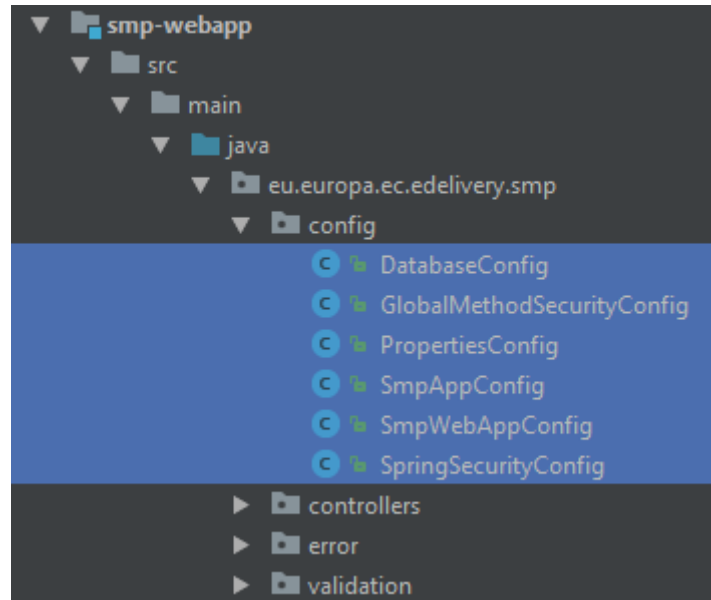 smp-webapp
src
main
java
eu.europa.ec.edelivery.smp
config
C DatabaseConfig
C GlobalMethodSecurityConfig
C PropertiesConfig
C SmpAppConfig
C SmpWebAppConfig
C SpringSecurityConfig
controllers
error
validation